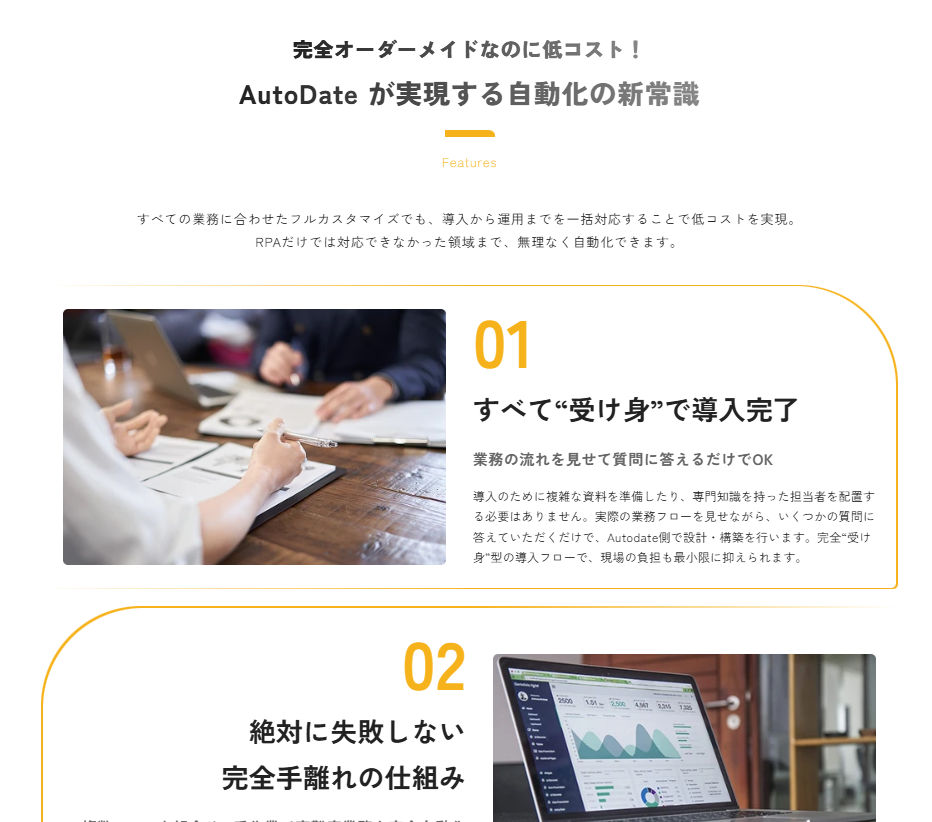 完全オーダーメイドなのに低コスト！
AutoDate が実現する自動化の新常識
Features
すべての業務に合わせたフルカスタマイズでも、導入から運用までを一括対応することで低コストを実現。
RPAだけでは対応できなかった領域まで、無理なく自動化できます。
01
すべて“受け身”で導入完了
業務の流れを見せて質問に答えるだけでOK
導入のために複雑な資料を準備したり、専門知識を持った担当者を配置す
る必要はありません。実際の業務フローを見せながら、いくつかの質問に
答えていただくだけで、Autodate側で設計・構築を行います。完全“受け
身”型の導入フローで、現場の負担も最小限に抑えられます。
02
絶対に失敗しない
完全手離れの仕組み
2500
1.51
2,500
4,567
2,315
7,325